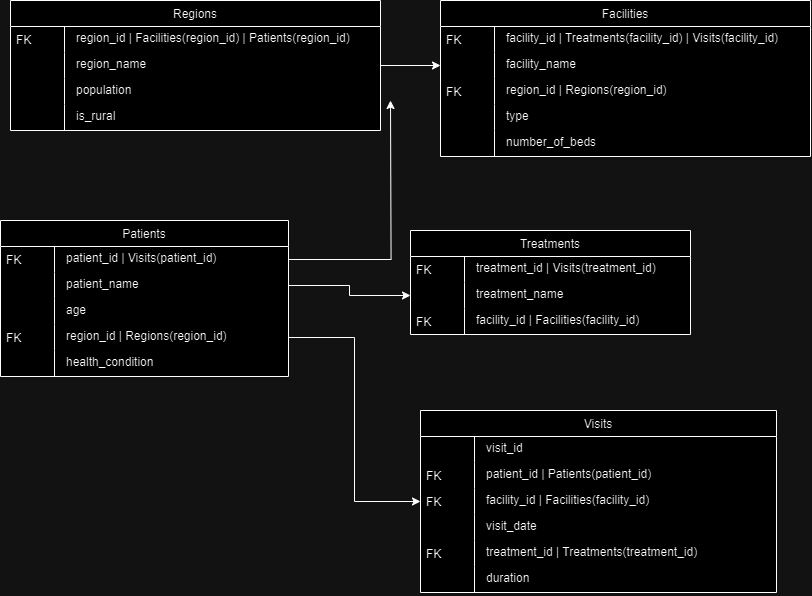 Regions
FK region_id | Facilities(region_id) | Patients(region_id)
region_name
population
is_rural
Facilities
FK facility_id | Treatments(facility_id) | Visits(facility_id)
facility_name
FK region_id | Regions(region_id)
type
number_of_beds
Patients
FK patient_id | Visits(patient_id)
patient_name
age
FK region_id | Regions(region_id)
health_condition
Treatments
FK treatment_id | Visits(treatment_id)
treatment_name
FK facility_id | Facilities(facility_id)
Visits
visit_id
FK patient_id | Patients(patient_id)
FK facility_id | Facilities(facility_id)
visit_date
FK treatment_id | Treatments(treatment_id)
duration